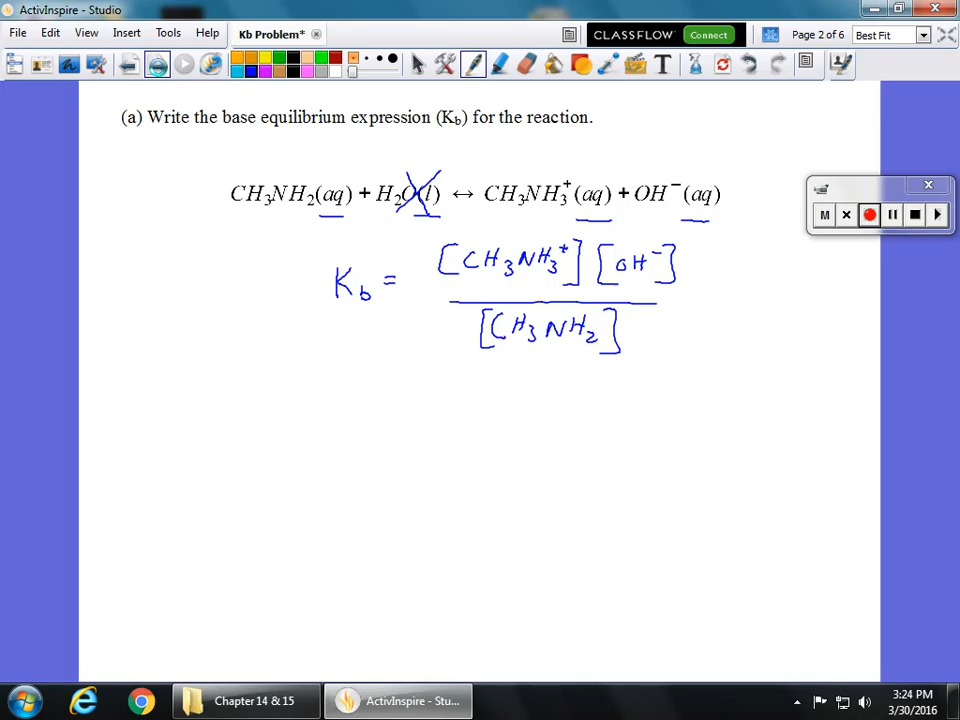 ActivInspire - Studio
File Edit View Insert Tools Help Kb Problem* CLASSFLOW Connect Page 2 of 6 Best Fit
(a) Write the base equilibrium expression (K_b) for the reaction.
CH₃NH₂(aq) + H₂O(l) ↔ CH₃NH₃⁺(aq) + OH⁻(aq)
M
[CH₃NH₃⁺] [OH⁻]
K_b =
[CH₃NH₂]
Chapter 14 & 15 ActivInspire - Stu... 3:24 PM
3/30/2016